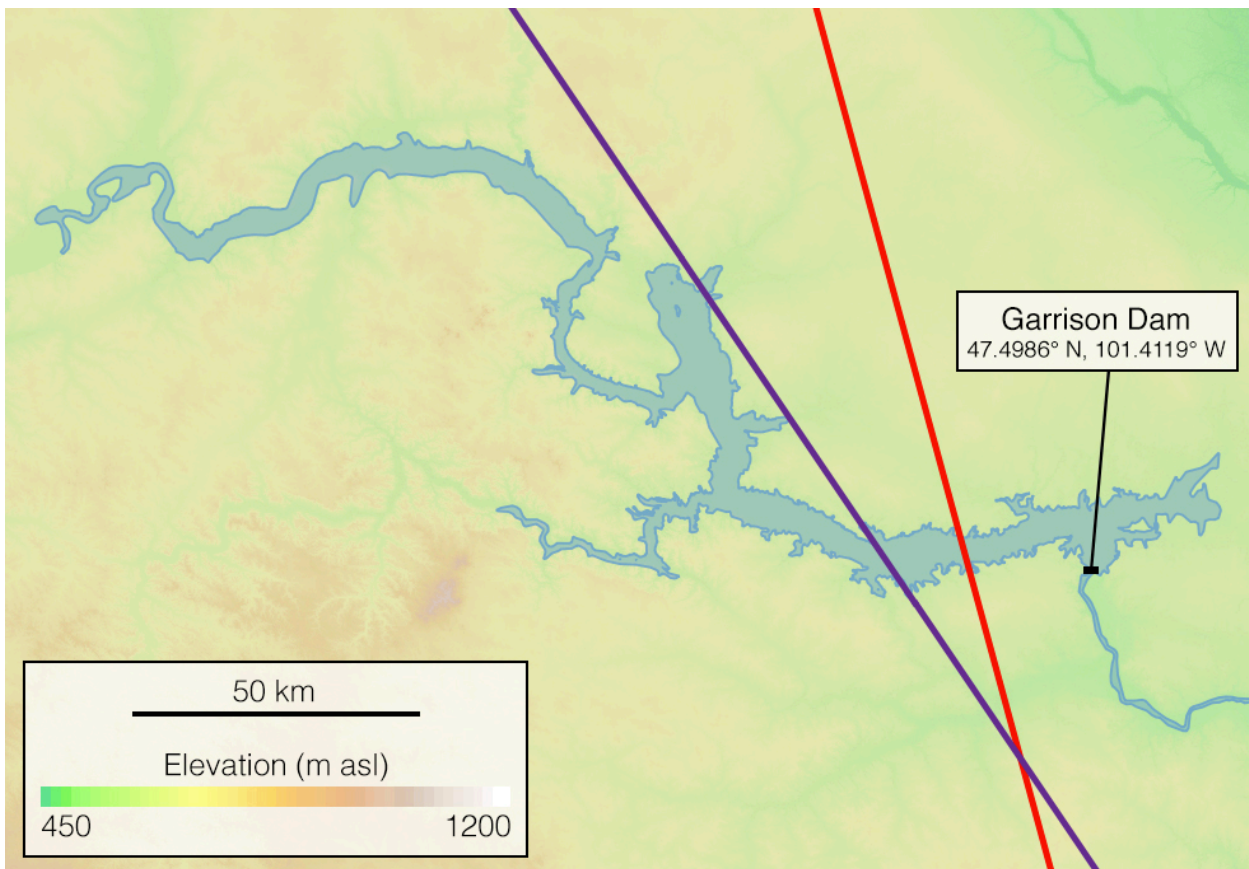 Garrison Dam
47.4986° N, 101.4119° W
50 km
Elevation (m asl)
450 1200